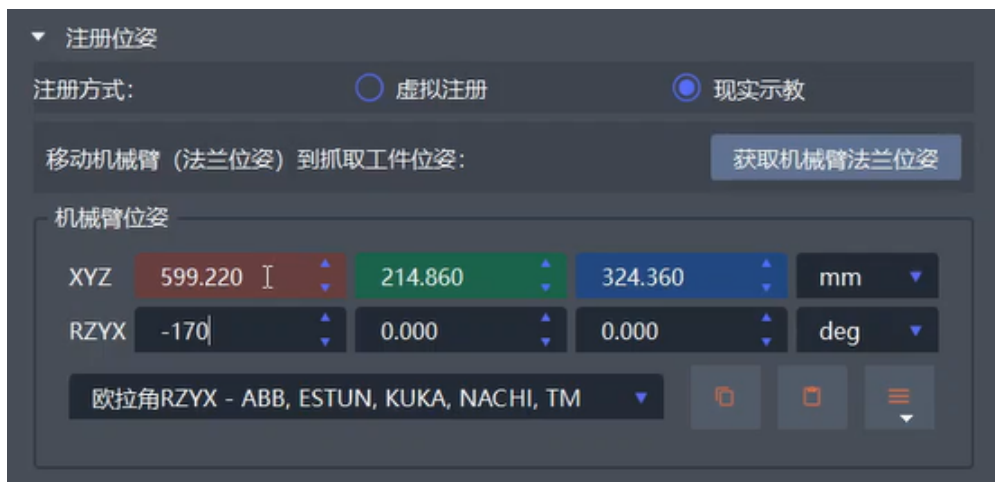 注册位姿
注册方式: 虚拟注册 现实示教
移动机械臂（法兰位姿）到抓取工件位姿: 获取机械臂法兰位姿
机械臂位姿
XYZ 599.220 214.860 324.360 mm
RZYX -170 0.000 0.000 deg
欧拉角RZYX - ABB, ESTUN, KUKA, NACHI, TM